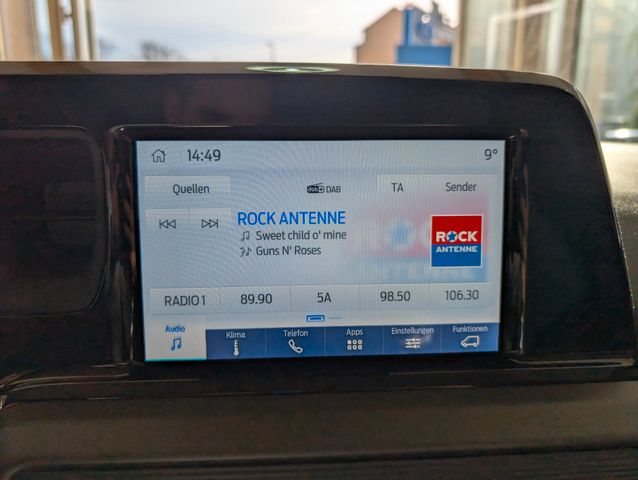 14:49
9°
Quellen
dab+ DAB
TA
Sender
ROCK ANTENNE
Sweet child o' mine
Guns N' Roses
ROCK
ANTENNE
RADIO 1
89.90
5A
98.50
106.30
Audio
Klima
Telefon
Apps
Einstellungen
Funktionen